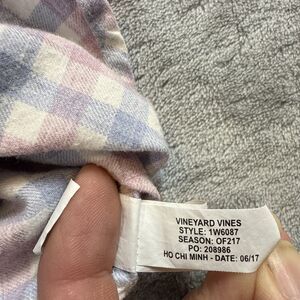 VINEYARD VINES
STYLE: 1W6087
SEASON: OF217
PO: 208986
HO CHI MINH - DATE: 06/17